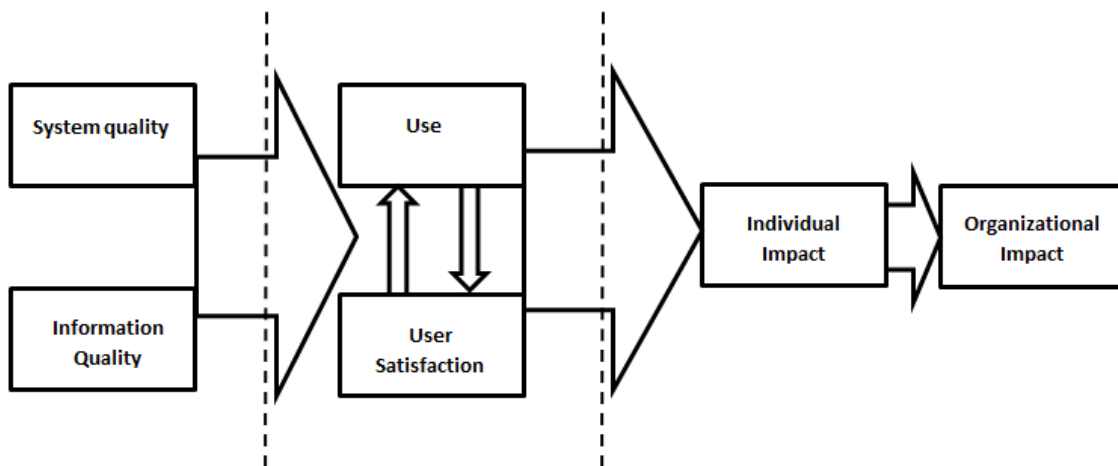 System quality
Use
Individual
Impact
Organizational
Impact
Information
Quality
User
Satisfaction